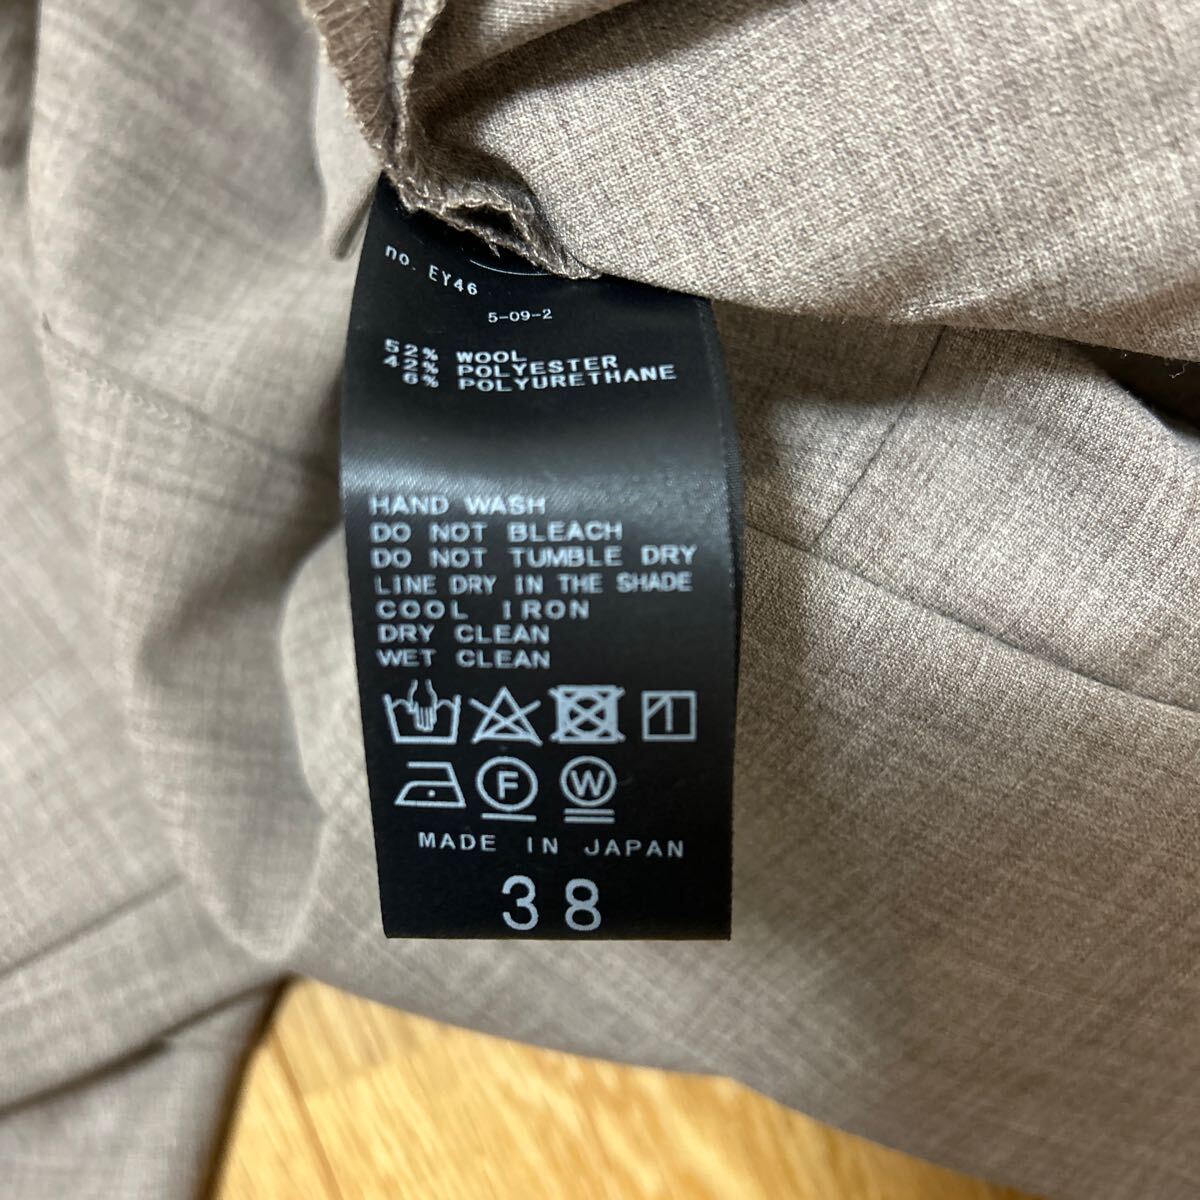 no. EY46
5-09-2
52% WOOL
42% POLYESTER
6% POLYURETHANE
HAND WASH
DO NOT BLEACH
DO NOT TUMBLE DRY
LINE DRY IN THE SHADE
COOL IRON
DRY CLEAN
WET CLEAN
F W
MADE IN JAPAN
38